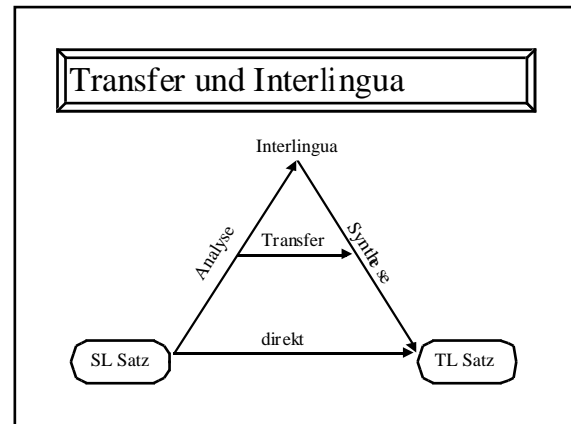 Transfer und Interlingua
Interlingua
Analyse
Transfer
Synthese
direkt
SL Satz
TL Satz